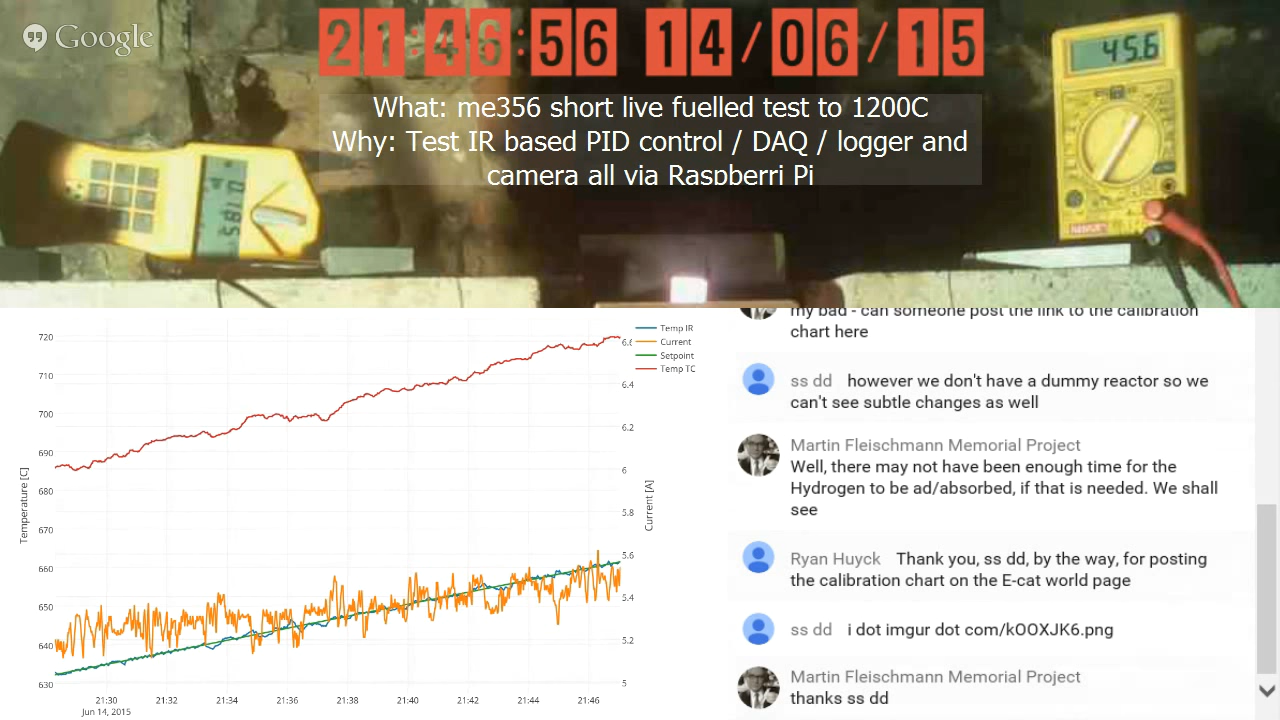 Google
21:46:56 14/06/15
What: me356 short live fuelled test to 1200C
Why: Test IR based PID control / DAQ / logger and
camera all via Raspberri Pi
45.6
my bad - can someone post the link to the calibration
chart here
ss dd however we don't have a dummy reactor so we
can't see subtle changes as well
Martin Fleischmann Memorial Project
Well, there may not have been enough time for the
Hydrogen to be ad/absorbed, if that is needed. We shall
see
Ryan Huyck Thank you, ss dd, by the way, for posting
the calibration chart on the E-cat world page
ss dd i dot imgur dot com/kOOXJK6.png
Martin Fleischmann Memorial Project
thanks ss dd
Temp IR
Current
Setpoint
Temp TC
Temperature [C]
720
710
700
690
680
670
660
650
640
630
6.6
6.4
6.2
6
5.8
5.6
5.4
5.2
5
Current [A]
21:30 21:32 21:34 21:36 21:38 21:40 21:42 21:44 21:46
Jun 14, 2015